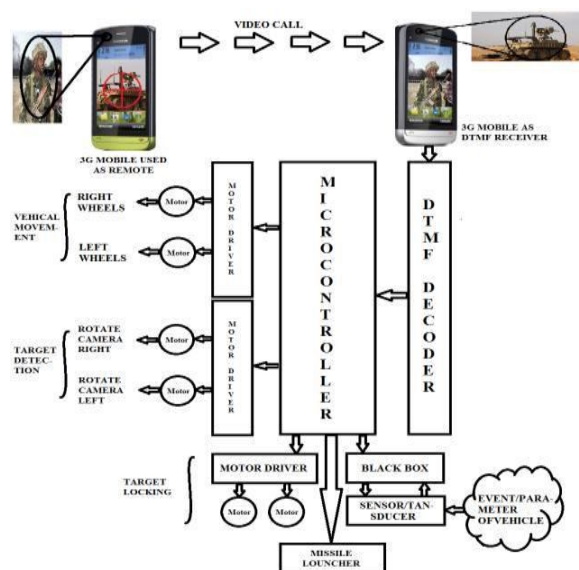 VIDEO CALL
3G MOBILE USED
AS REMOTE
3G MOBILE AS
DTMF RECEIVER
VEHICAL
MOVEM-
ENT
RIGHT
WHEELS
LEFT
WHEELS
Motor
Motor
MOTOR DRIVER
MICROCONTROLLER
DTMF DECODER
TARGET
DETEC-
TION
ROTATE
CAMERA
RIGHT
ROTATE
CAMERA
LEFT
Motor
Motor
MOTOR DRIVER
TARGET
LOCKING
MOTOR DRIVER
Motor
Motor
BLACK BOX
SENSOR/TAN-
SDUCER
EVENT/PARA-
METER
OFVEHICLE
MISSILE
LOUNCHER